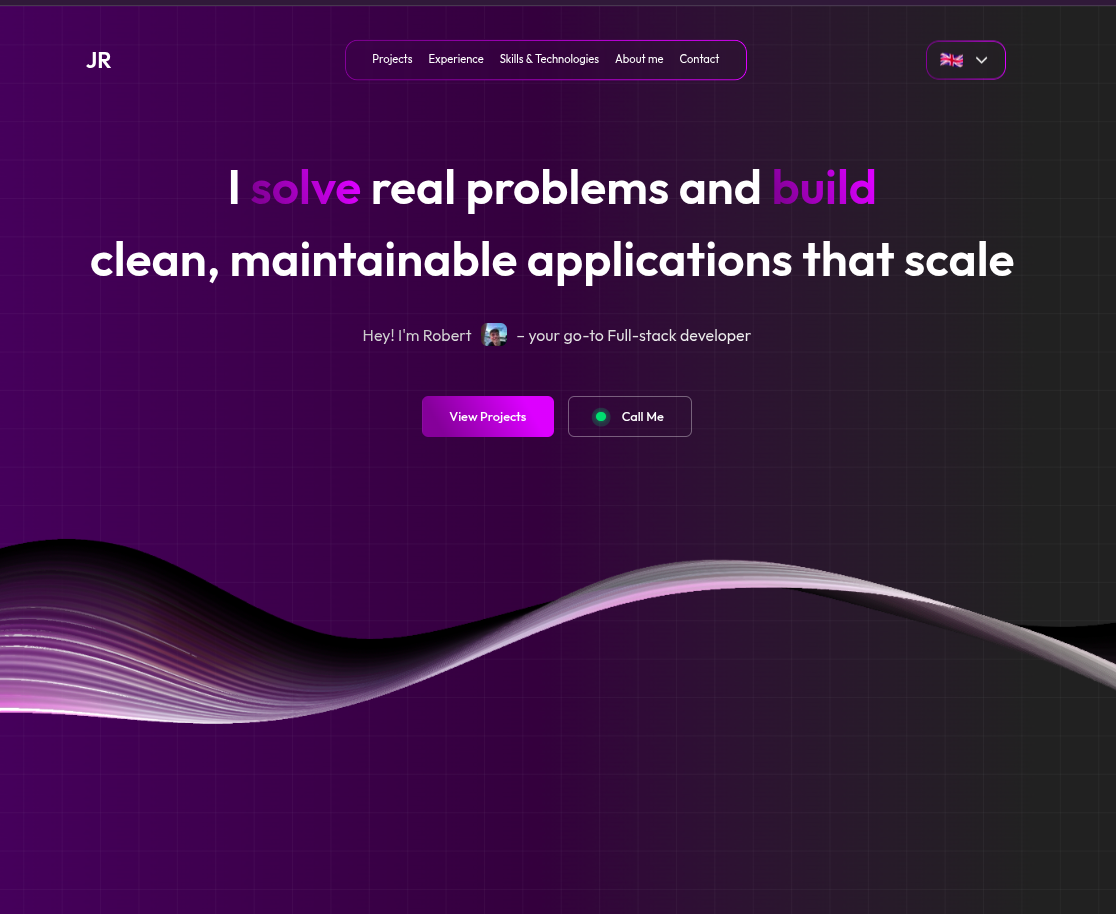 JR
Projects Experience Skills & Technologies About me Contact
I solve real problems and build
clean, maintainable applications that scale
Hey! I'm Robert – your go-to Full-stack developer
View Projects
Call Me